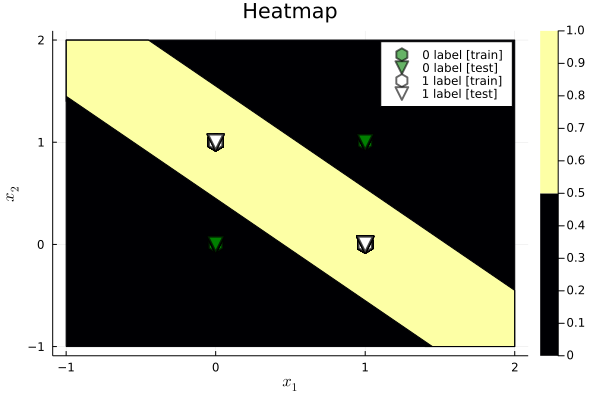 Heatmap
0 label [train]
0 label [test]
1 label [train]
1 label [test]
2
1
0
−1
x₂
−1
0
1
2
x₁
1.0
0.9
0.8
0.7
0.6
0.5
0.4
0.3
0.2
0.1
0